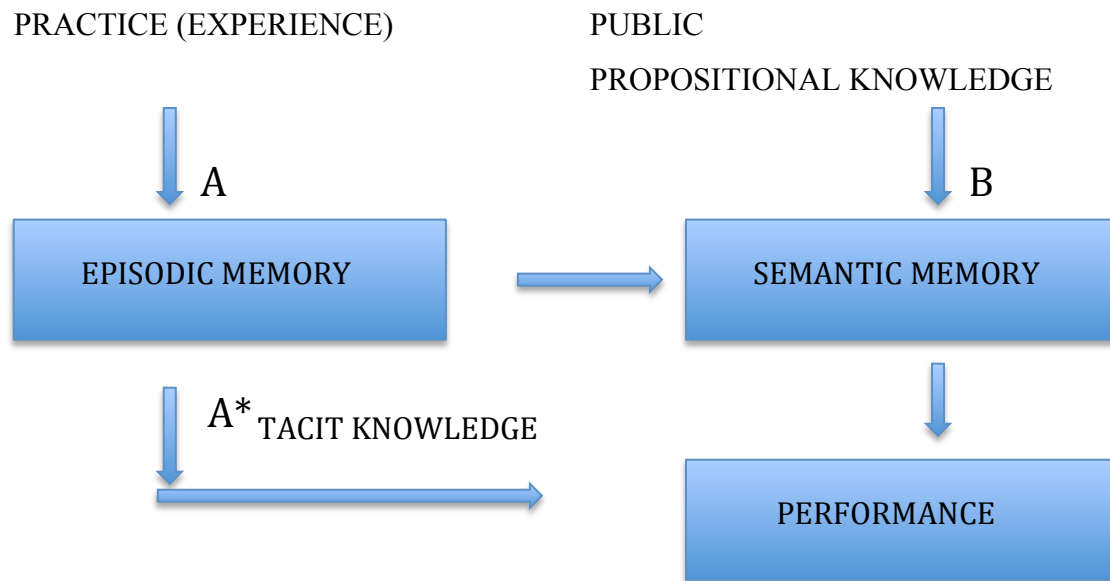 PRACTICE (EXPERIENCE)
PUBLIC
PROPOSITIONAL KNOWLEDGE
A
B
EPISODIC MEMORY
SEMANTIC MEMORY
A* TACIT KNOWLEDGE
PERFORMANCE